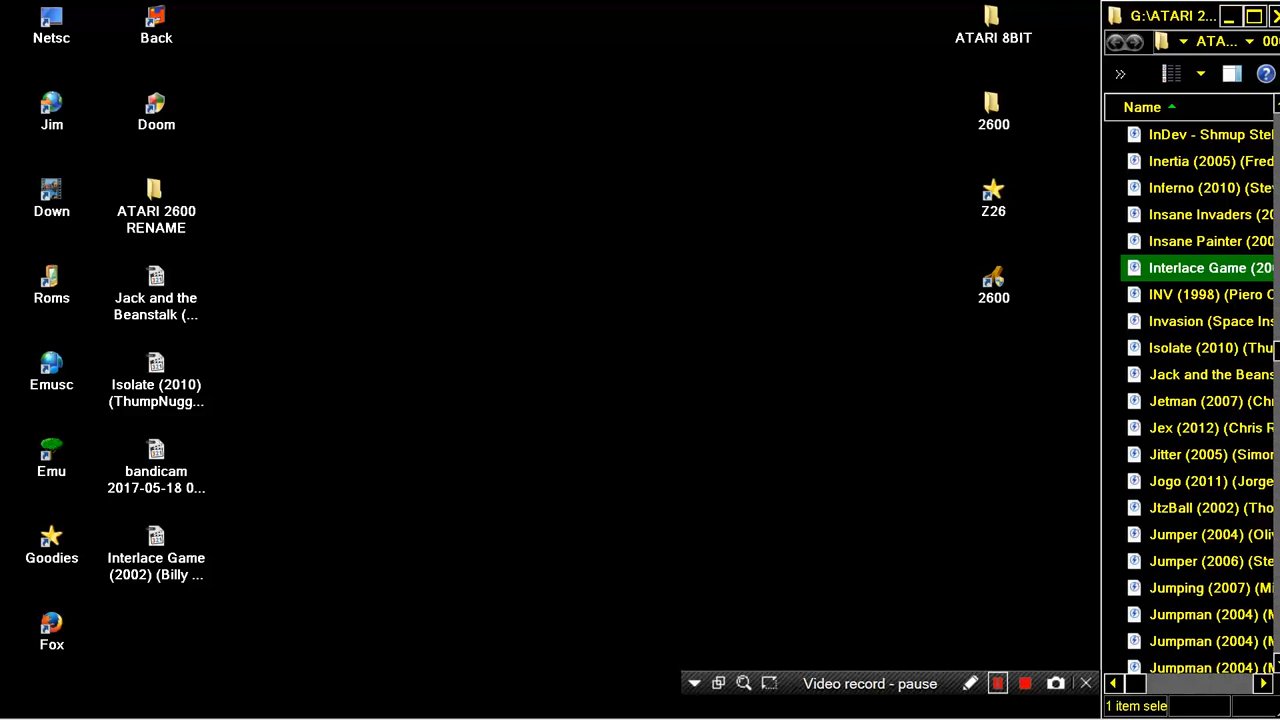 Netsc
Back
Jim
Doom
Down
ATARI 2600
RENAME
Roms
Jack and the
Beanstalk (...
Emusc
Isolate (2010)
(ThumpNugg...
Emu
bandicam
2017-05-18 0...
Goodies
Interlace Game
(2002) (Billy ...
Fox
ATARI 8BIT
2600
Z26
2600
Video record - pause
G:\ATARI 2...
ATA...
00
Name
InDev - Shmup Stel
Inertia (2005) (Fred
Inferno (2010) (Ste
Insane Invaders (20
Insane Painter (200
Interlace Game (20
INV (1998) (Piero C
Invasion (Space Ins
Isolate (2010) (Thu
Jack and the Beans
Jetman (2007) (Ch
Jex (2012) (Chris R
Jitter (2005) (Simo
Jogo (2011) (Jorge
JtzBall (2002) (Tho
Jumper (2004) (Oli
Jumper (2006) (Ste
Jumping (2007) (Mi
Jumpman (2004) (M
Jumpman (2004) (M
Jumpman (2004) (M
1 item sele